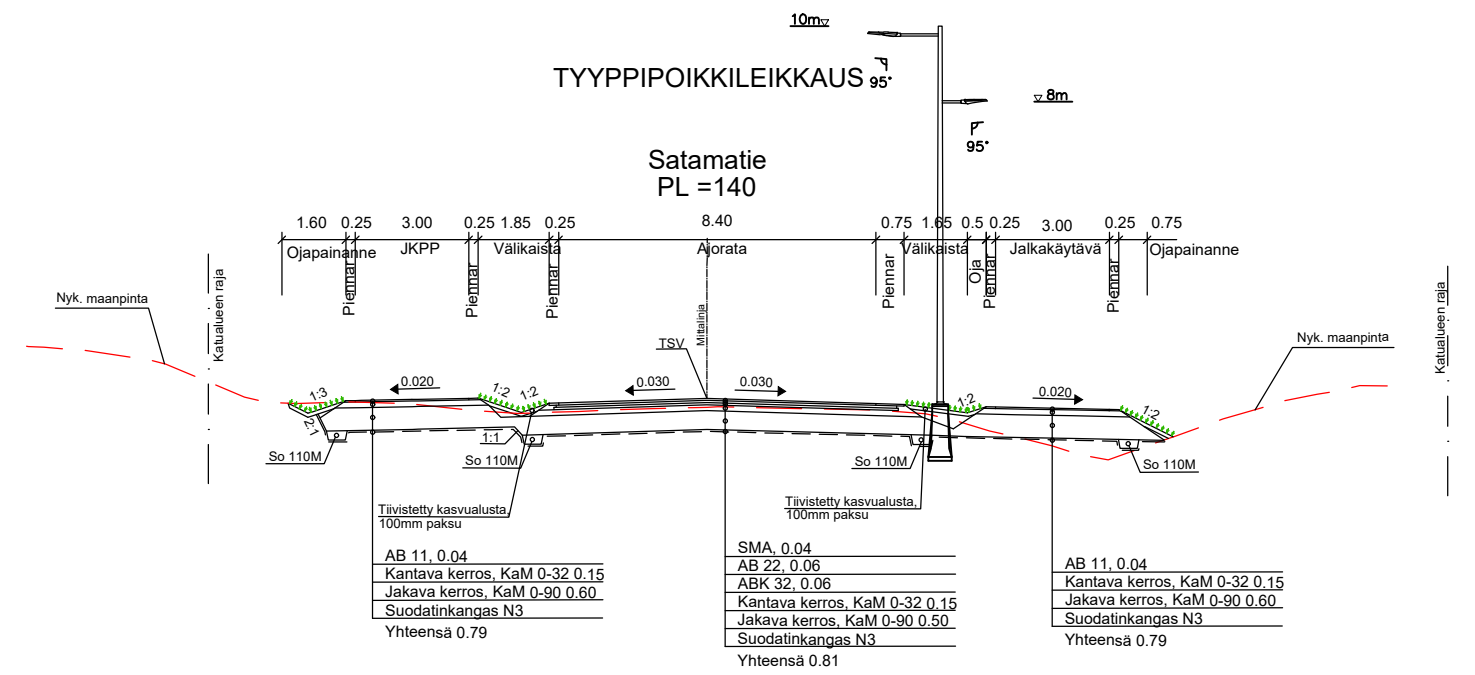 10m
TYYPPIPOIKKILEIKKAUS
95°
8m
95°
Satamatie
PL =140
1.60 0.25 3.00 0.25 1.85 0.25 8.40 0.75 1.65 0.5 0.25 3.00 0.25 0.75
Ojapainanne
Piennar
JKPP
Piennar
Välikaista
Piennar
Ajorata
Mittalinja
Piennar
Välikaista
Oja
Piennar
Jalkakäytävä
Piennar
Ojapainanne
Katualueen raja
Katualueen raja
Nyk. maanpinta
Nyk. maanpinta
TSV
1:3
0.020
1:2
1:2
0.030
0.030
1:2
0.020
1:2
2:1
1:1
So 110M
So 110M
So 110M
So 110M
Tiivistetty kasvualusta,
100mm paksu
Tiivistetty kasvualusta,
100mm paksu
AB 11, 0.04
Kantava kerros, KaM 0-32 0.15
Jakava kerros, KaM 0-90 0.60
Suodatinkangas N3
Yhteensä 0.79
SMA, 0.04
AB 22, 0.06
ABK 32, 0.06
Kantava kerros, KaM 0-32 0.15
Jakava kerros, KaM 0-90 0.50
Suodatinkangas N3
Yhteensä 0.81
AB 11, 0.04
Kantava kerros, KaM 0-32 0.15
Jakava kerros, KaM 0-90 0.60
Suodatinkangas N3
Yhteensä 0.79